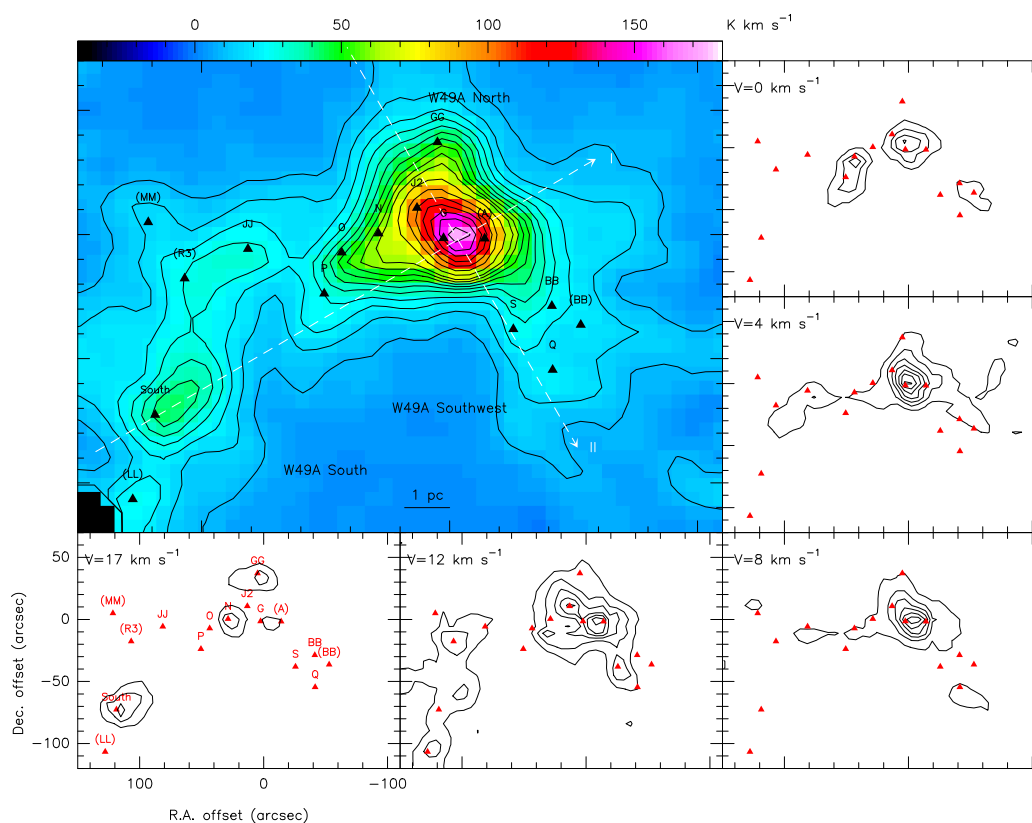 0 50 100 150 K km s⁻¹
W49A North
GG
V=0 km s⁻¹
I
J2
(MM)
(A)
N
O
JJ
(R3)
P
BB
(BB)
S
Q
V=4 km s⁻¹
South
W49A Southwest
II
(LL)
W49A South
1 pc
V=17 km s⁻¹
V=12 km s⁻¹
V=8 km s⁻¹
50
0
−50
−100
Dec. offset (arcsec)
GG
(MM)
J2
JJ
N
O
G
(A)
(R3)
P
BB
(BB)
S
Q
South
(LL)
100 0 −100
R.A. offset (arcsec)